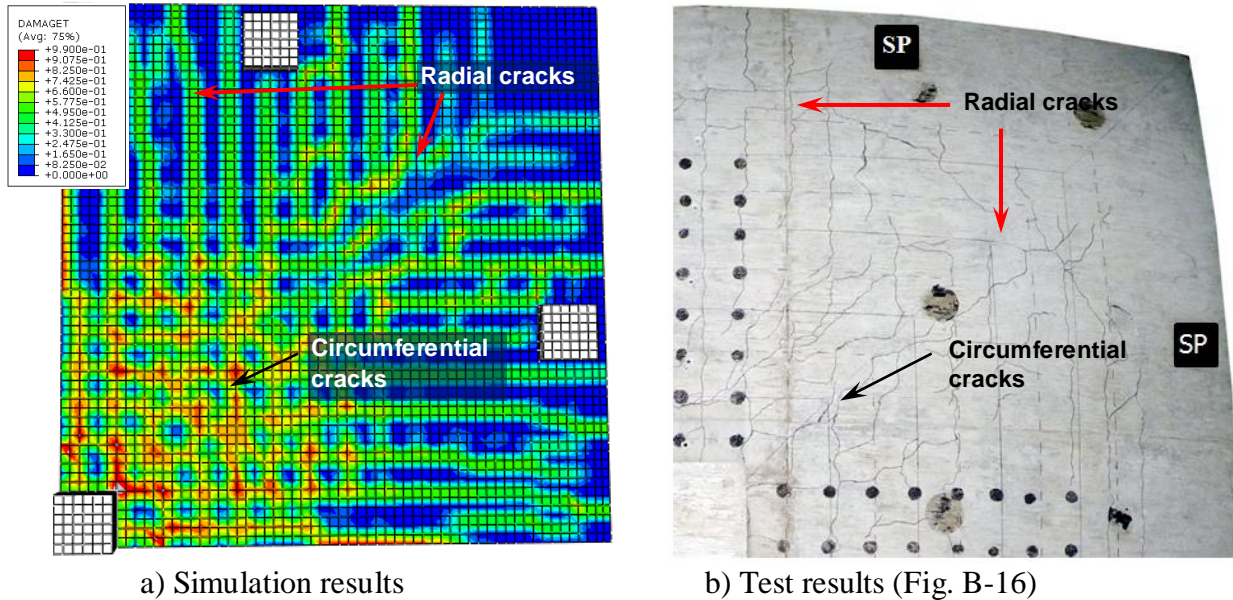 DAMAGET
(Avg: 75%)
+9.900e-01
+9.075e-01
+8.250e-01
+7.425e-01
+6.600e-01
+5.775e-01
+4.950e-01
+4.125e-01
+3.300e-01
+2.475e-01
+1.650e-01
+8.250e-02
+0.000e+00
Radial cracks
Circumferential
cracks
a) Simulation results
SP
Radial cracks
Circumferential
cracks
SP
b) Test results (Fig. B-16)